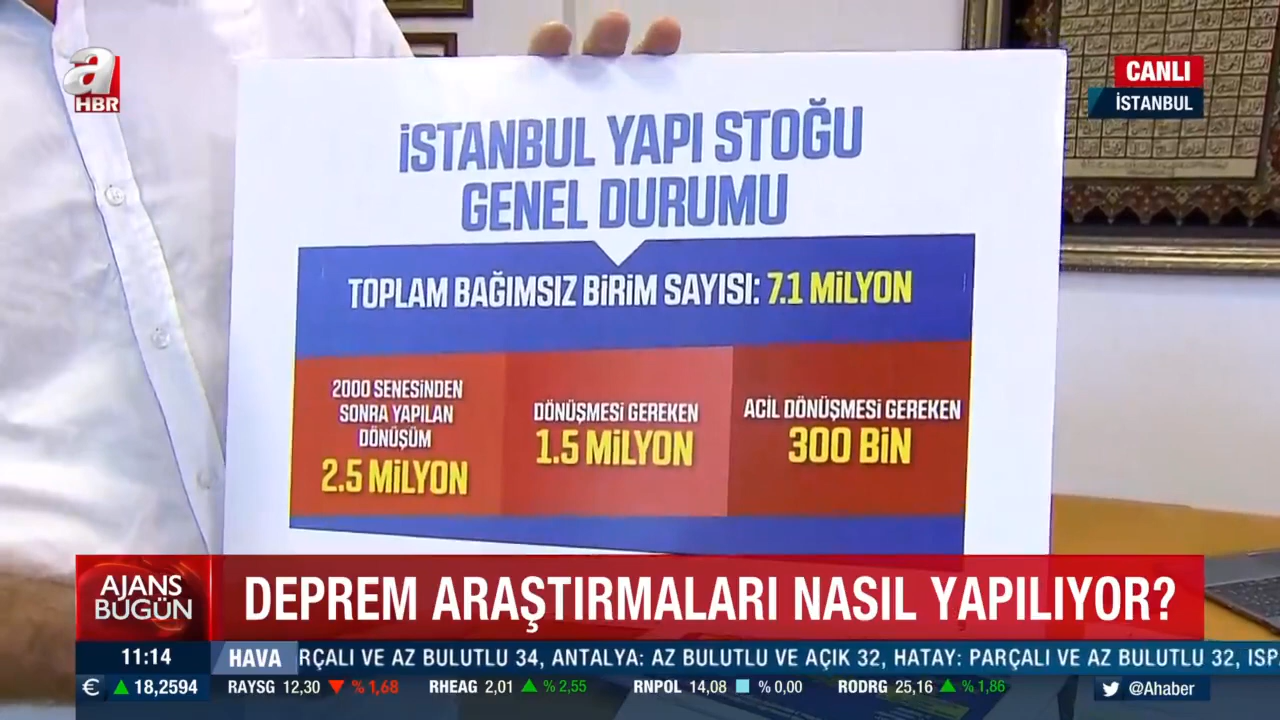 a
HBR
CANLI
İSTANBUL
İSTANBUL YAPI STOĞU
GENEL DURUMU
TOPLAM BAĞIMSIZ BİRİM SAYISI: 7.1 MİLYON
2000 SENESİNDEN
SONRA YAPILAN
DÖNÜŞÜM
2.5 MİLYON
DÖNÜŞMESİ GEREKEN
1.5 MİLYON
ACİL DÖNÜŞMESİ GEREKEN
300 BİN
AJANS
BUGÜN
DEPREM ARAŞTIRMALARI NASIL YAPILIYOR?
11:14 HAVA RÇALI VE AZ BULUTLU 34, ANTALYA: AZ BULUTLU VE AÇIK 32, HATAY: PARÇALI VE AZ BULUTLU 32, ISP
€ ▲ 18,2594 RAYSG 12,30 ▼ % 1,68 RHEAG 2,01 ▲ % 2,55 RNPOL 14,08 % 0,00 RODRG 25,16 ▲ % 1,86 @Ahaber